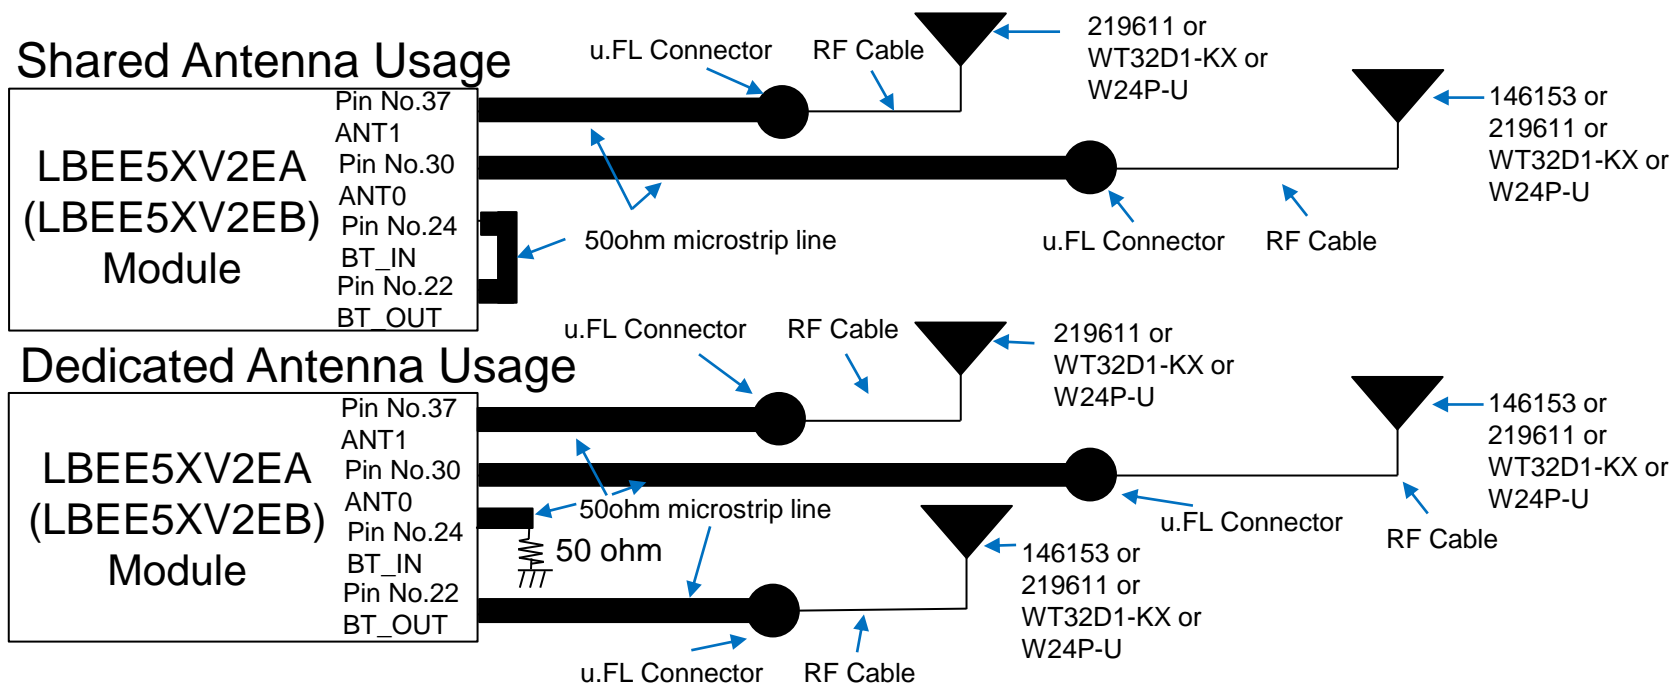 Shared Antenna Usage
u.FL Connector
RF Cable
219611 or
WT32D1-KX or
W24P-U
146153 or
219611 or
WT32D1-KX or
W24P-U
LBEE5XV2EA
(LBEE5XV2EB)
Module
Pin No.37
ANT1
Pin No.30
ANT0
Pin No.24
BT_IN
Pin No.22
BT_OUT
50ohm microstrip line
u.FL Connector
RF Cable
Dedicated Antenna Usage
u.FL Connector
RF Cable
219611 or
WT32D1-KX or
W24P-U
146153 or
219611 or
WT32D1-KX or
W24P-U
LBEE5XV2EA
(LBEE5XV2EB)
Module
Pin No.37
ANT1
Pin No.30
ANT0
Pin No.24
BT_IN
Pin No.22
BT_OUT
50ohm microstrip line
50 ohm
u.FL Connector
RF Cable
146153 or
219611 or
WT32D1-KX or
W24P-U
u.FL Connector
RF Cable